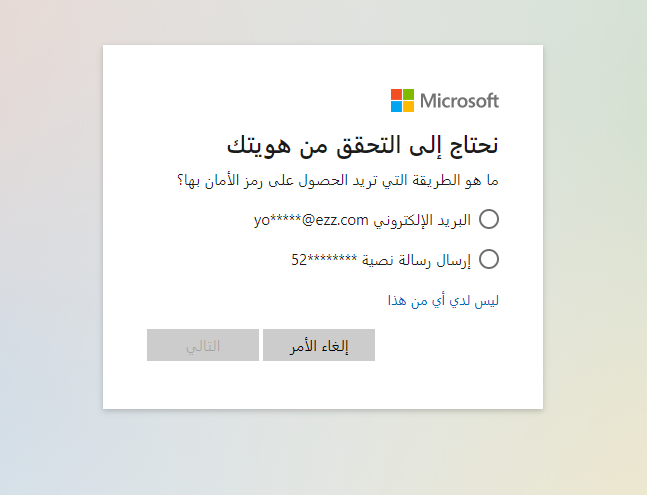 Microsoft
نحتاج إلى التحقق من هويتك
ما هو الطريقة التي تريد الحصول على رمز الأمان بها؟
البريد الإلكتروني yo*****@ezz.com
إرسال رسالة نصية ********52
ليس لدي أي من هذا
إلغاء الأمر
التالي